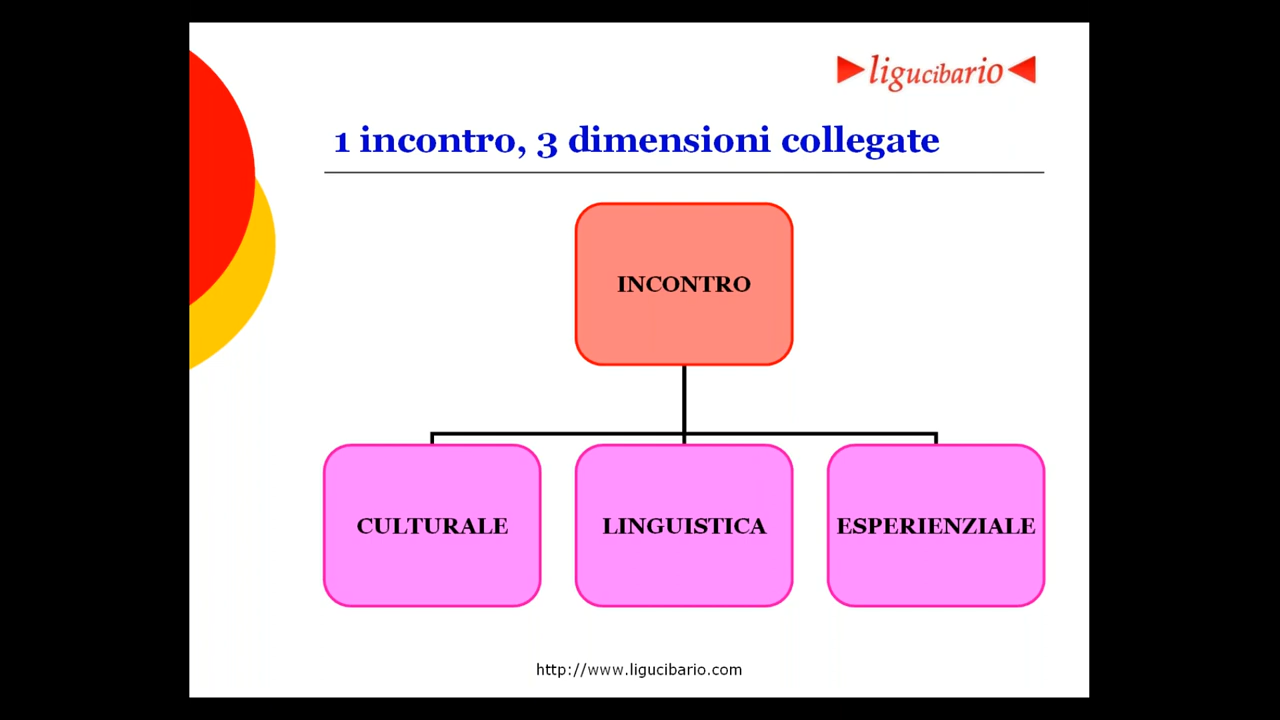 ligucibario
1 incontro, 3 dimensioni collegate
INCONTRO
CULTURALE
LINGUISTICA
ESPERIENZIALE
http://www.ligucibario.com